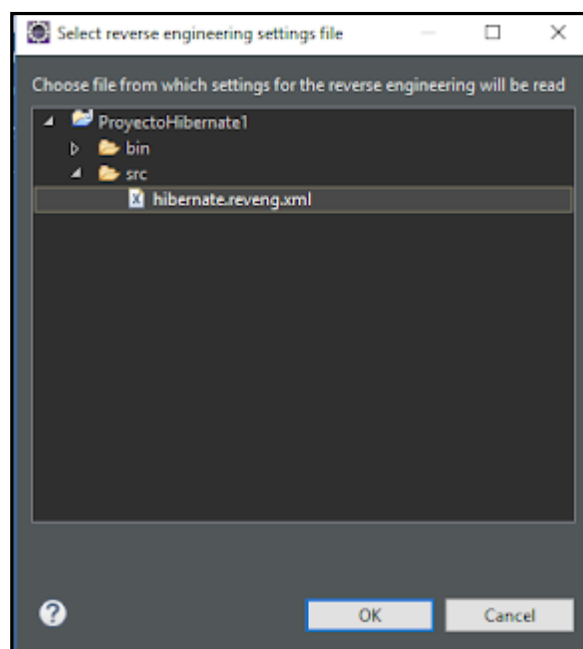 Select reverse engineering settings file
Choose file from which settings for the reverse engineering will be read
ProyectoHibernate1
bin
src
hibernate.reveng.xml
?
OK Cancel